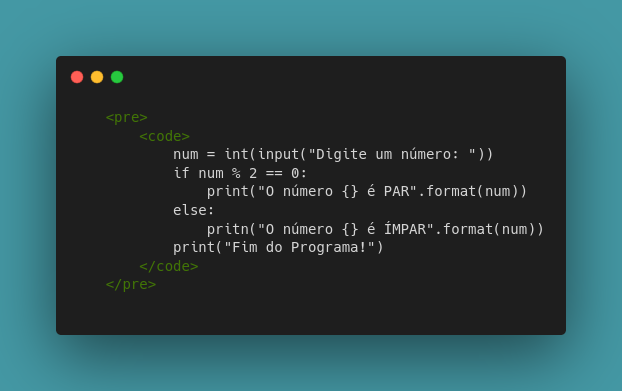 <pre>
<code>
num = int(input("Digite um número: "))
if num % 2 == 0:
print("O número {} é PAR".format(num))
else:
pritn("O número {} é ÍMPAR".format(num))
print("Fim do Programa!")
</code>
</pre>